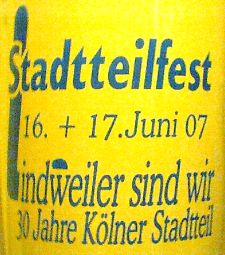 Stadtteilfest
16. + 17. Juni 07
lindweiler sind wir
30 Jahre Kölner Stadtteil